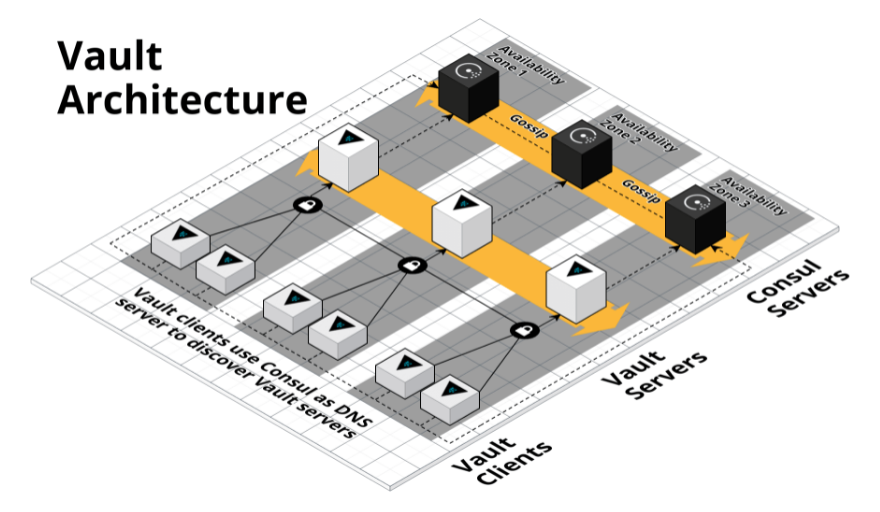 Vault
Architecture
Availability
Zone 1
Gossip
Availability
Zone 2
Gossip
Availability
Zone 3
Consul
Servers
Vault
Servers
Vault
Clients
Vault clients use Consul as DNS
server to discover Vault servers